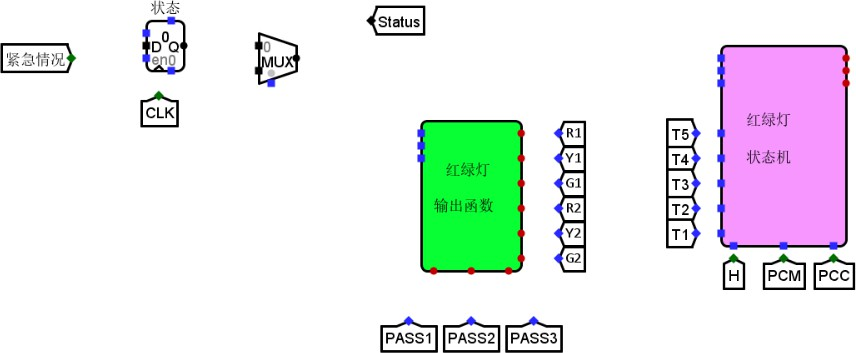 状态
紧急情况
0
D Q
en0
CLK
0
MUX
0
Status
红绿灯
输出函数
R1
Y1
G1
R2
Y2
G2
PASS1
PASS2
PASS3
T5
T4
T3
T2
T1
红绿灯
状态机
H
PCM
PCC